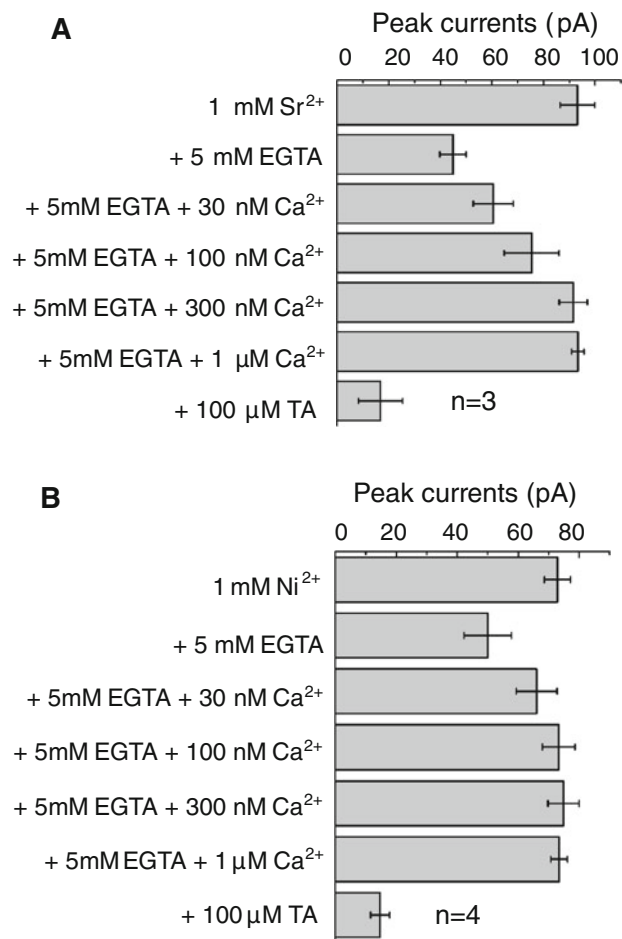 A
Peak currents (pA)
0 40 60 80 100
1 mM Sr²⁺
+ 5 mM EGTA
+ 5mM EGTA + 30 nM Ca²⁺
+ 5mM EGTA + 100 nM Ca²⁺
+ 5mM EGTA + 300 nM Ca²⁺
+ 5mM EGTA + 1 µM Ca²⁺
+ 100 µM TA
n=3
B
Peak currents (pA)
0 20 40 60 80
1 mM Ni²⁺
+ 5 mM EGTA
+ 5mM EGTA + 30 nM Ca²⁺
+ 5mM EGTA + 100 nM Ca²⁺
+ 5mM EGTA + 300 nM Ca²⁺
+ 5mM EGTA + 1 µM Ca²⁺
+ 100 µM TA
n=4